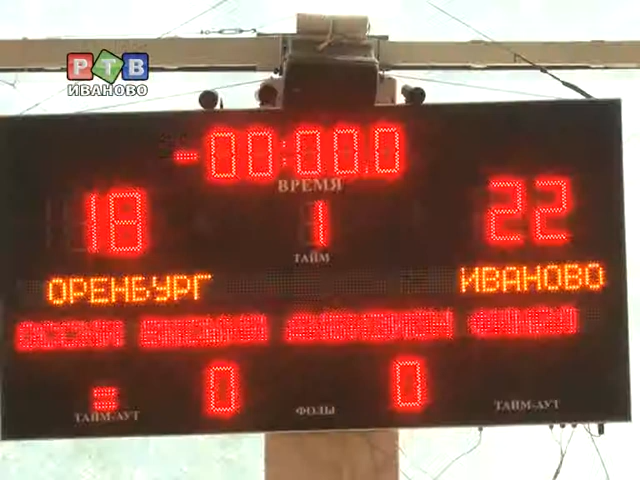 РТВ
ИВАНОВО
-00:00.0
ВРЕМЯ
18 1 22
ТАЙМ
ОРЕНБУРГ ИВАНОВО
0 0
ТАЙМ-АУТ ФОЛЫ ТАЙМ-АУТ